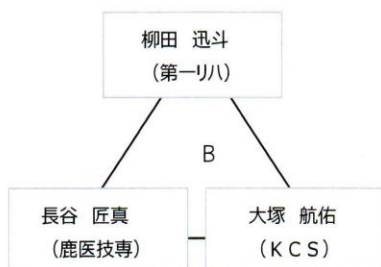 柳田 迅斗
(第一リハ)
B
長谷 匠真
(鹿医技専)
大塚 航佑
(KCS)